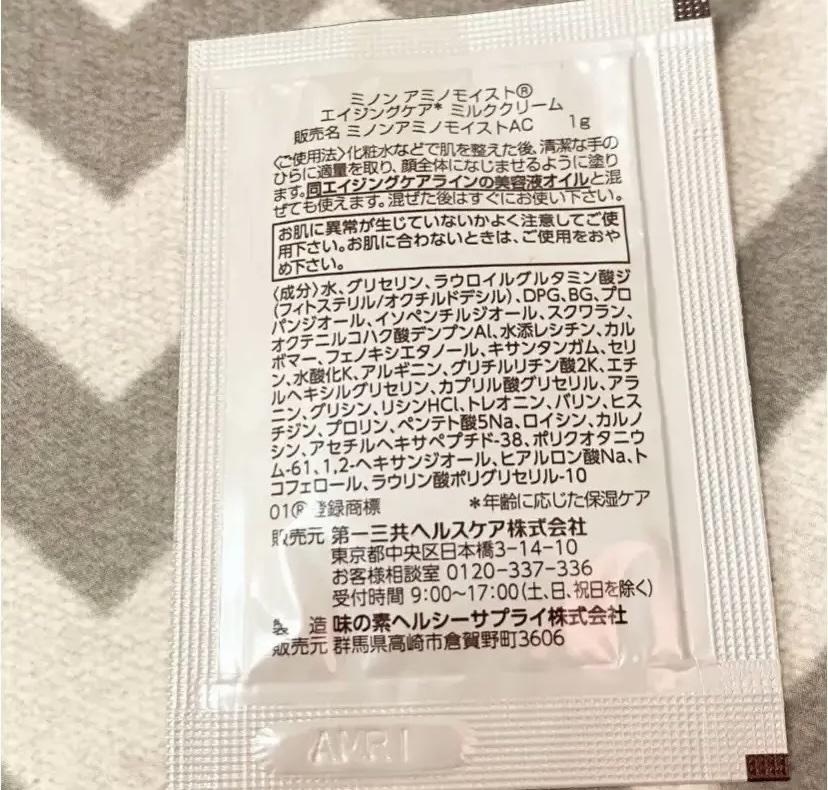 ミノン アミノモイスト®
エイジングケア* ミルククリーム
販売名 ミノンアミノモイストAC 1g
〈ご使用法〉化粧水などで肌を整えた後、清潔な手の
ひらに適量を取り、顔全体になじませるように塗り
ます。同エイジングケアラインの美容液オイルと混
ぜても使えます。混ぜた後はすぐにお使い下さい。
お肌に異常が生じていないかよく注意してご使
用下さい。お肌に合わないときは、ご使用をおや
め下さい。
〈成分〉水、グリセリン、ラウロイルグルタミン酸ジ
(フィトステリル/オクチルドデシル)、DPG、BG、プロ
パンジオール、イソペンチルジオール、スクワラン、
オクテニルコハク酸デンプンAl、水添レシチン、カル
ボマー、フェノキシエタノール、キサンタンガム、セリ
ン、水酸化K、アルギニン、グリチルリチン酸2K、エチ
ルヘキシルグリセリン、カプリル酸グリセリル、アラ
ニン、グリシン、リシンHCl、トレオニン、バリン、ヒス
チジン、プロリン、ペンテト酸5Na、ロイシン、カルノ
シン、アセチルヘキサペプチド-38、ポリクオタニウ
ム-61、1,2-ヘキサンジオール、ヒアルロン酸Na、ト
コフェロール、ラウリン酸ポリグリセリル-10
01® 登録商標 *年齢に応じた保湿ケア
販売元 第一三共ヘルスケア株式会社
東京都中央区日本橋3-14-10
お客様相談室 0120-337-336
受付時間 9:00〜17:00(土、日、祝日を除く)
製 造 味の素ヘルシーサプライ株式会社
販売元 群馬県高崎市倉賀野町3606
AMR1